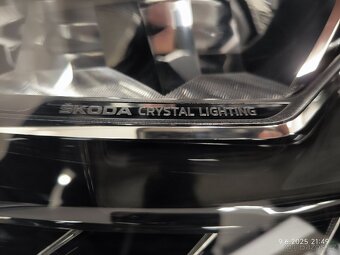 ŠKODA CRYSTAL LIGHTING
9.6.2025 21:49